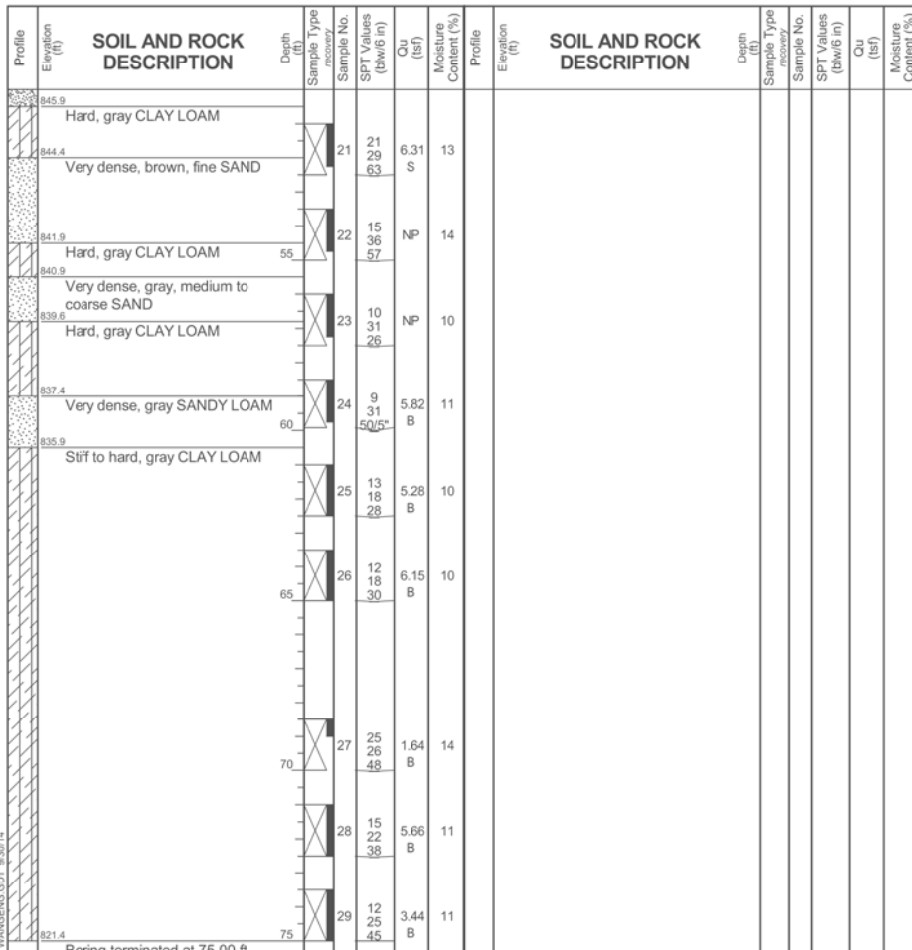 Profile Elevation (ft) SOIL AND ROCK DESCRIPTION Depth (ft) Sample Type recovery Sample No. SPT Values (blw/6 in) Qu (tsf) Moisture Content (%) Profile Elevation (ft) SOIL AND ROCK DESCRIPTION Depth (ft) Sample Type recovery Sample No. SPT Values (blw/6 in) Qu (tsf) Moisture Content (%)
845.9
Hard, gray CLAY LOAM
21
21 6.31 13
29
844.4 S
Very dense, brown, fine SAND 63
15
22 36 NP 14
841.9
Hard, gray CLAY LOAM 55 57
840.9
Very dense, gray, medium to
coarse SAND
10
839.6 23 31 NP 10
Hard, gray CLAY LOAM 26
837.4 9
Very dense, gray SANDY LOAM 24 31 5.82 11
60 50/5" B
835.9
Stiff to hard, gray CLAY LOAM
13
25 18 5.28 10
28 B
12
26 18 6.15 10
65 30 B
25
27 26 1.64 14
70 48 B
15
28 22 5.66 11
38 B
12
29 25 3.44 11
821.4 75 45 B
Boring terminated at 75.00 ft